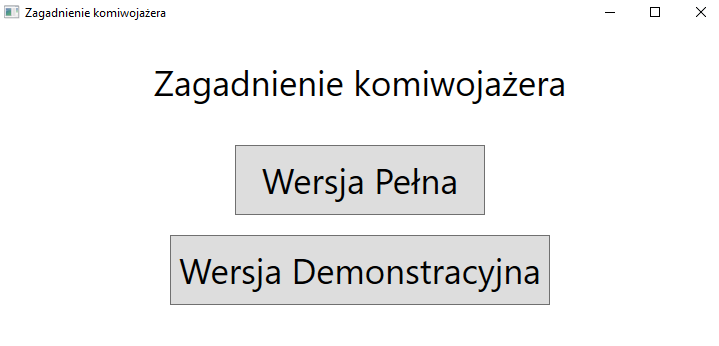 Zagadnienie komiwojażera
Zagadnienie komiwojażera
Wersja Pełna
Wersja Demonstracyjna